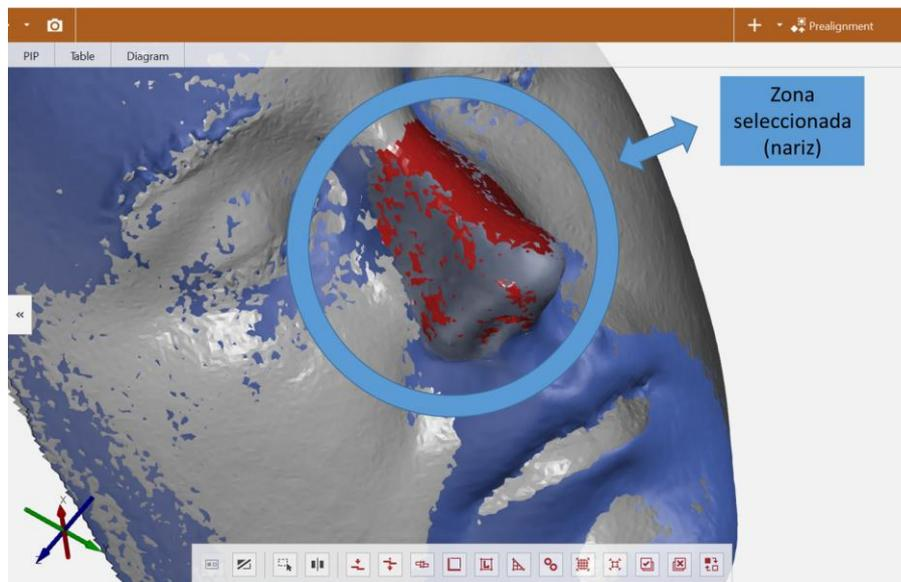 Prealignment
PIP Table Diagram
Zona
seleccionada
(nariz)
X